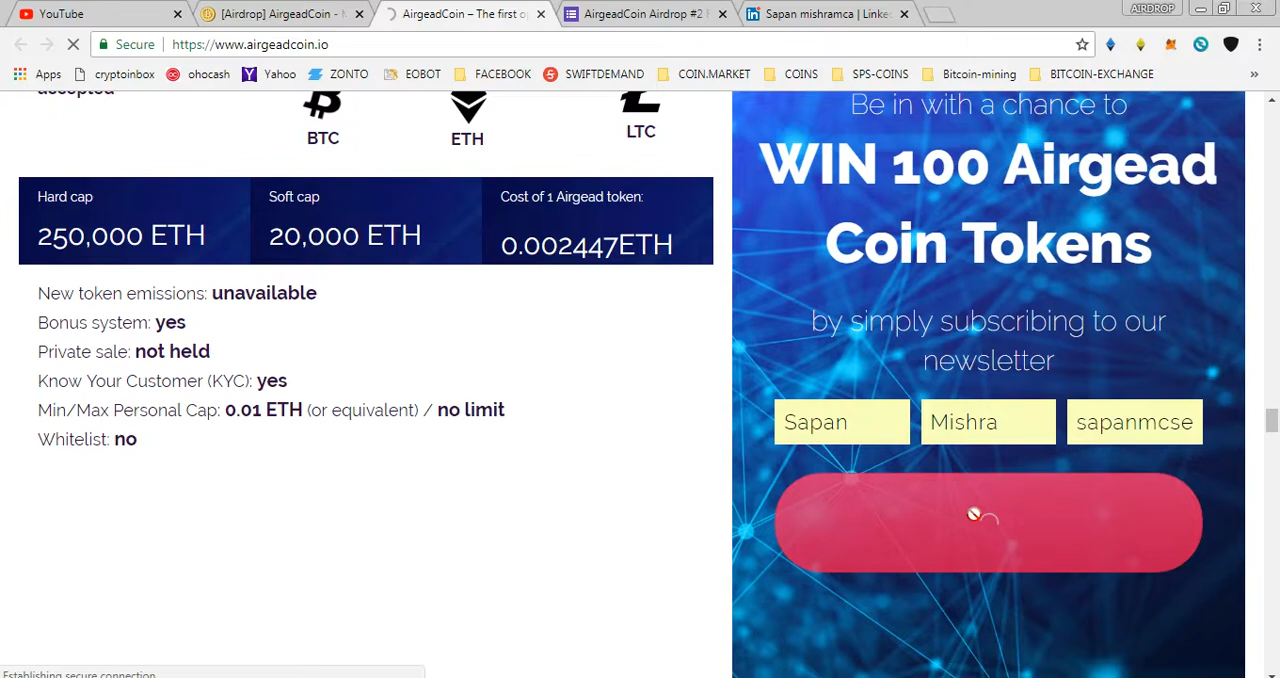 YouTube
[Airdrop] AirgeadCoin -
AirgeadCoin – The first o
AirgeadCoin Airdrop #2 F
Sapan mishramca | Linke
AIRDROP
Secure
https://www.airgeadcoin.io
Apps
cryptoinbox
ohocash
Yahoo
ZONTO
EOBOT
FACEBOOK
SWIFTDEMAND
COIN.MARKET
COINS
SPS-COINS
Bitcoin-mining
BITCOIN-EXCHANGE
accepted
BTC
ETH
LTC
Hard cap
250,000 ETH
Soft cap
20,000 ETH
Cost of 1 Airgead token:
0.002447ETH
New token emissions: unavailable
Bonus system: yes
Private sale: not held
Know Your Customer (KYC): yes
Min/Max Personal Cap: 0.01 ETH (or equivalent) / no limit
Whitelist: no
Be in with a chance to
WIN 100 Airgead
Coin Tokens
by simply subscribing to our
newsletter
Sapan
Mishra
sapanmcse
Establishing secure connection